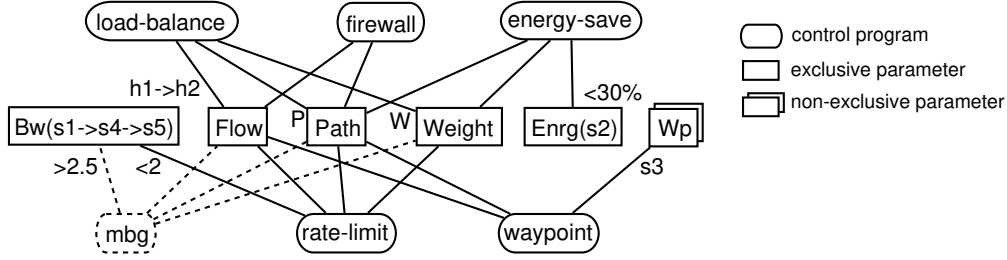 load-balance
firewall
energy-save
control program
exclusive parameter
non-exclusive parameter
h1->h2
<30%
Bw(s1->s4->s5)
Flow
P
Path
W
Weight
Enrg(s2)
Wp
>2.5
<2
s3
mbg
rate-limit
waypoint